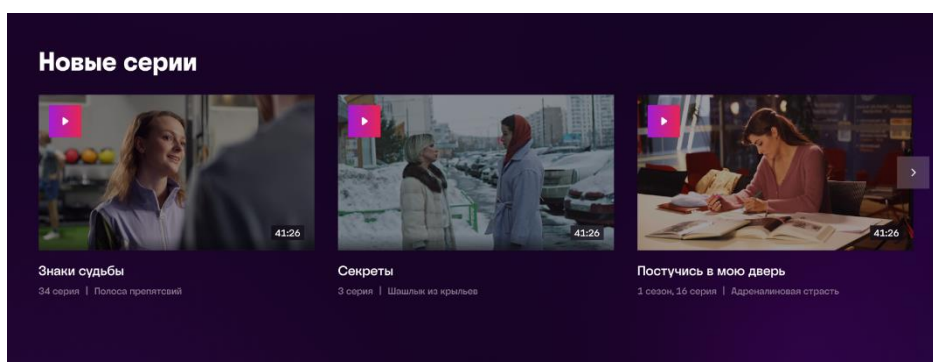 Новые серии
41:26
41:26
41:26
Знаки судьбы
34 серия | Полоса препятсвий
Секреты
3 серия | Шашлык из крыльев
Постучись в мою дверь
1 сезон, 16 серия | Адреналиновая страсть